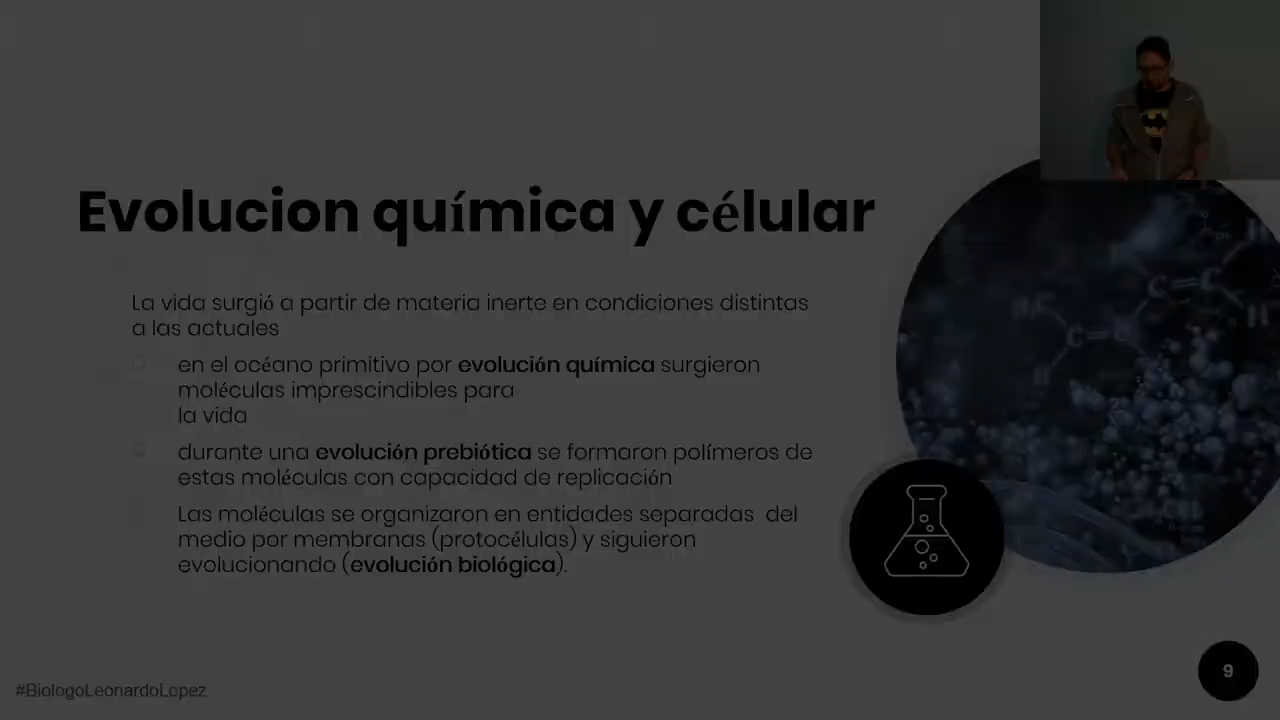 Evolucion química y célular
La vida surgió a partir de materia inerte en condiciones distintas
a las actuales
en el océano primitivo por evolución química surgieron
moléculas imprescindibles para
la vida
durante una evolución prebiótica se formaron polímeros de
estas moléculas con capacidad de replicación
Las moléculas se organizaron en entidades separadas del
medio por membranas (protocélulas) y siguieron
evolucionando (evolución biológica).
#BiologoLeonardoLopez
9